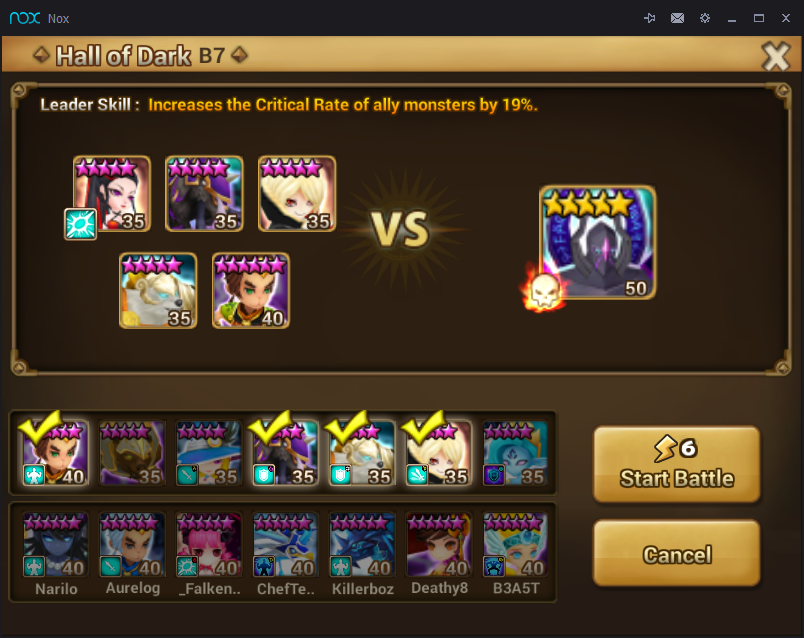 nox Nox
Hall of Dark B7
Leader Skill : Increases the Critical Rate of ally monsters by 19%.
35 35 35
VS
50
35 40
40 35 35 35 35 35 35
6
Start Battle
40 40 40 40 40 40 40
Narilo Aurelog _Falken.. ChefTe.. Killerboz Deathy8 B3A5T
Cancel